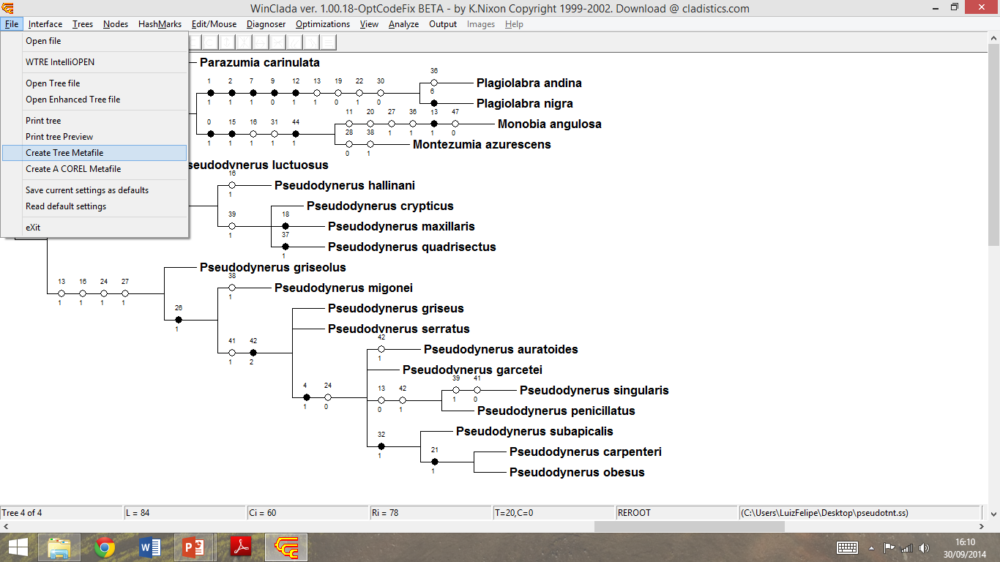 WinClada ver. 1.00.18-OptCodeFix BETA - by K.Nixon Copyright 1999-2002. Download @ cladistics.com
File Interface Trees Nodes HashMarks Edit/Mouse Diagnoser Optimizations View Analyze Output Images Help
Open file
WTRE IntelliOPEN
Open Tree file
Open Enhanced Tree file
Print tree
Print tree Preview
Create Tree Metafile
Create A COREL Metafile
Save current settings as defaults
Read default settings
eXit
Parazumia carinulata
36
1 2 7 9 12 13 19 22 30
Plagiolabra andina
1 1 1 0 1 1 0 1 0
6
Plagiolabra nigra
11 20 27 36 13 47
0 15 16 31 44
Monobia angulosa
28 38 1 1 1 0
1 1 1 1 1
Montezumia azurescens
0 1
seudodynerus luctuosus
16
Pseudodynerus hallinani
1
Pseudodynerus crypticus
39 18
Pseudodynerus maxillaris
1 37
Pseudodynerus quadrisectus
1
Pseudodynerus griseolus
38
13 16 24 27
Pseudodynerus migonei
1 1 1 1 1
26
Pseudodynerus griseus
1
Pseudodynerus serratus
41 42 42
Pseudodynerus auratoides
1 2 1
Pseudodynerus garcetei
4 24 13 42 39 41
Pseudodynerus singularis
1 0 0 1 1 0
Pseudodynerus penicillatus
32
Pseudodynerus subapicalis
1 21
Pseudodynerus carpenteri
1
Pseudodynerus obesus
Tree 4 of 4 L = 84 Ci = 60 Ri = 78 T=20,C=0 REROOT (C:\Users\LuizFelipe\Desktop\pseudotnt.ss)
16:10
30/09/2014